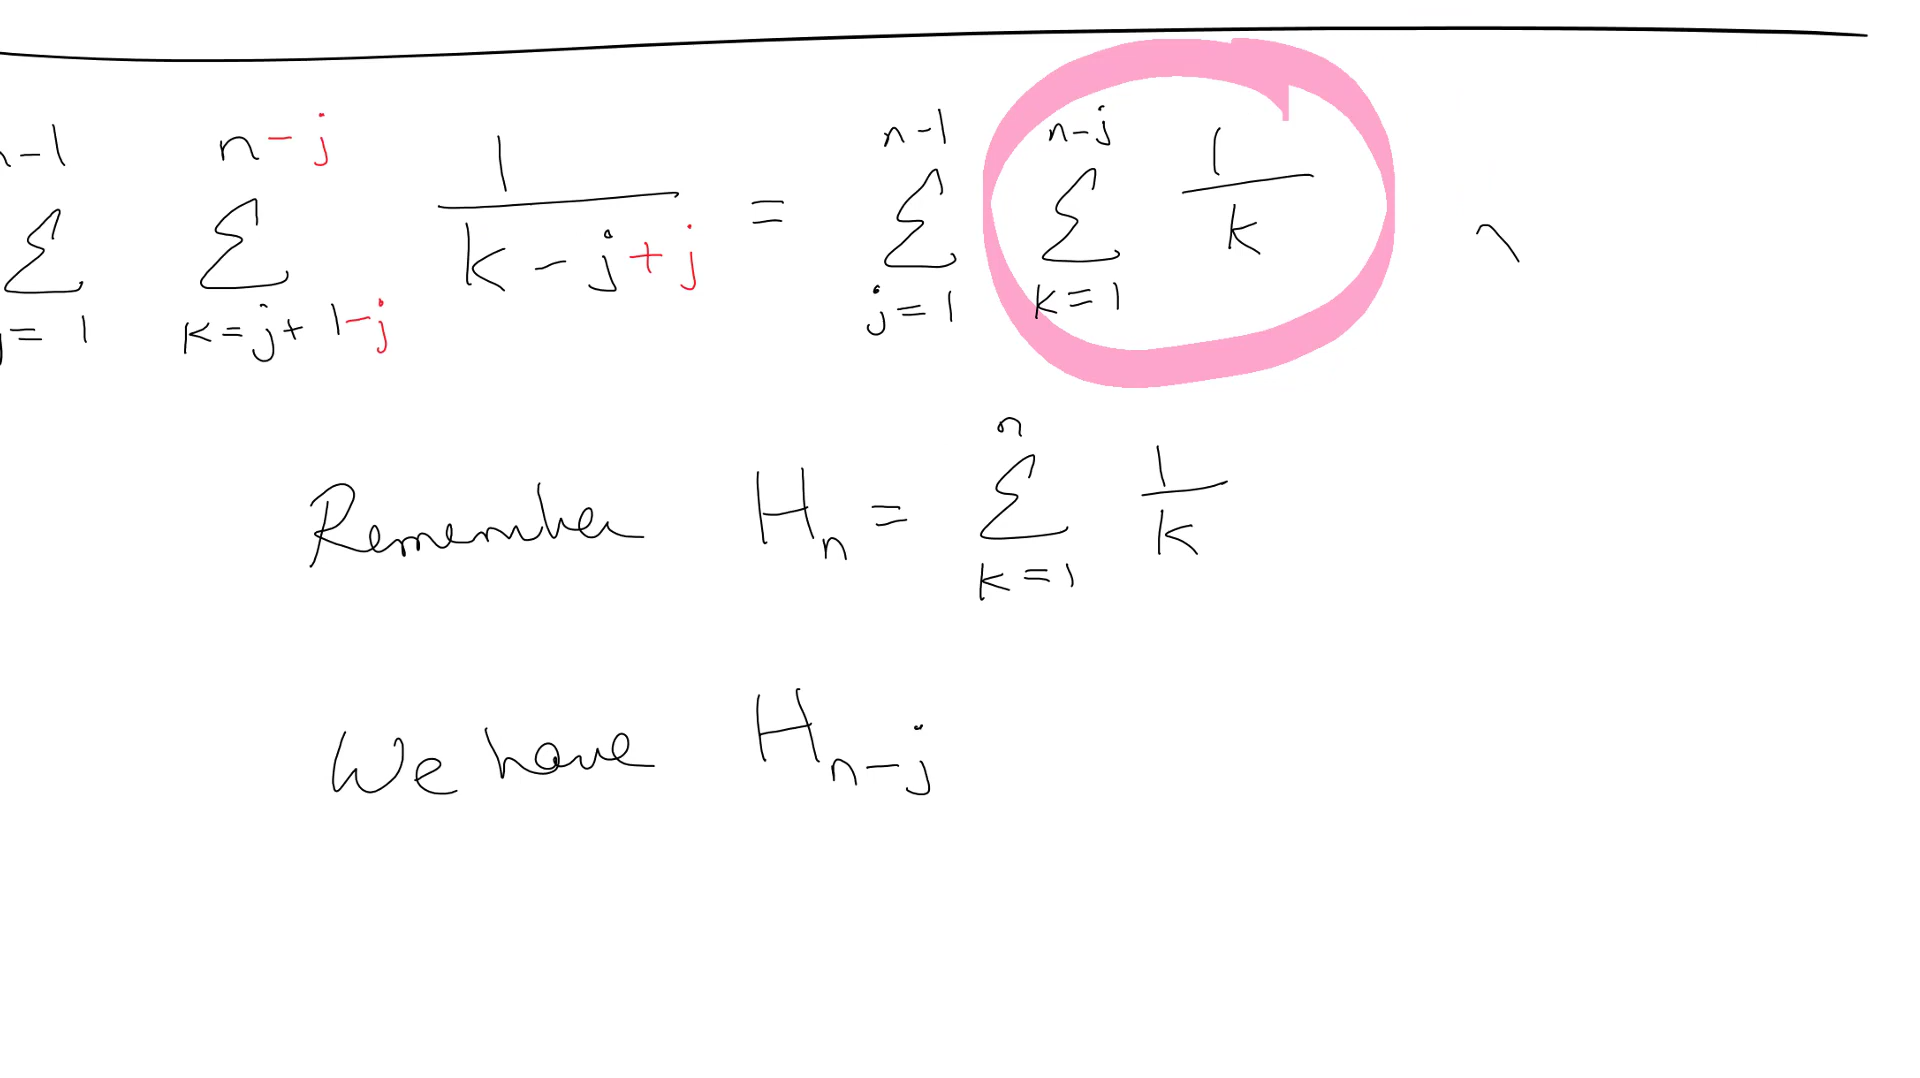 n-1 n-j 1 n-1 n-j 1
Σ Σ ― = Σ Σ ―
j=1 k=j+1-j k-j+j j=1 k=1 k
n 1
Remember H_n = Σ ―
k=1 k
We have H_{n-j}